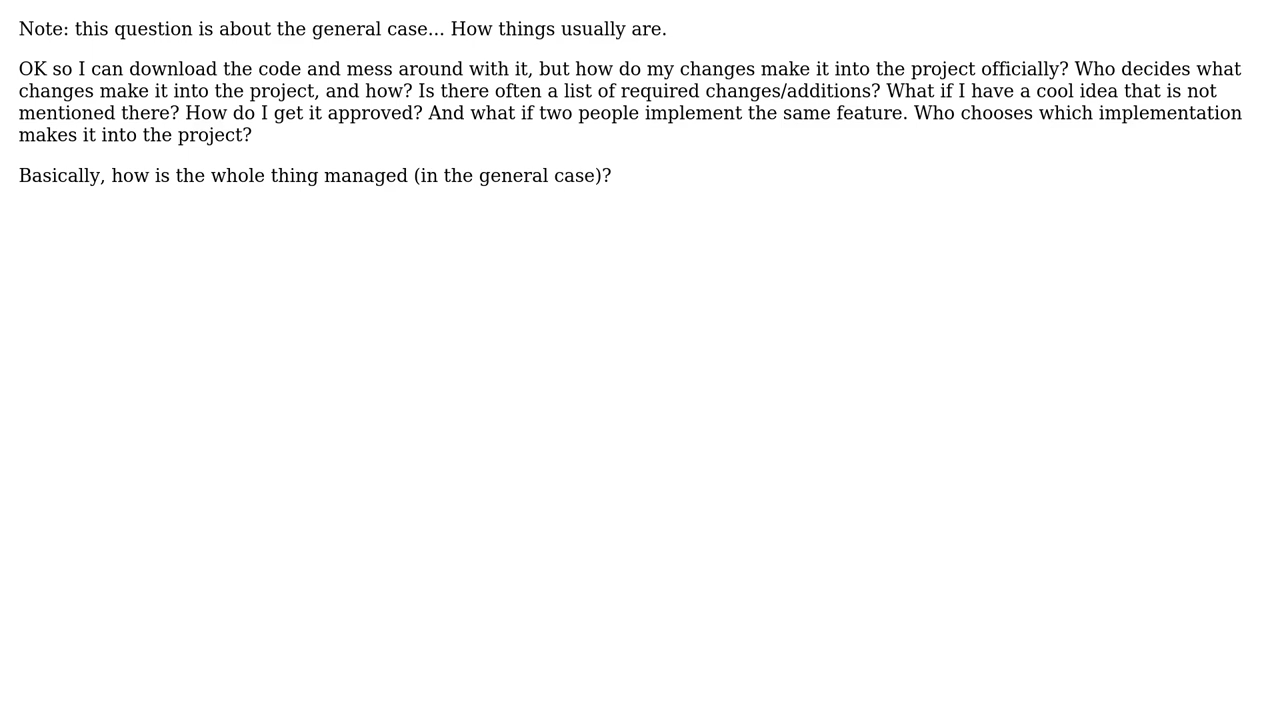 Note: this question is about the general case... How things usually are.
OK so I can download the code and mess around with it, but how do my changes make it into the project officially? Who decides what
changes make it into the project, and how? Is there often a list of required changes/additions? What if I have a cool idea that is not
mentioned there? How do I get it approved? And what if two people implement the same feature. Who chooses which implementation
makes it into the project?
Basically, how is the whole thing managed (in the general case)?